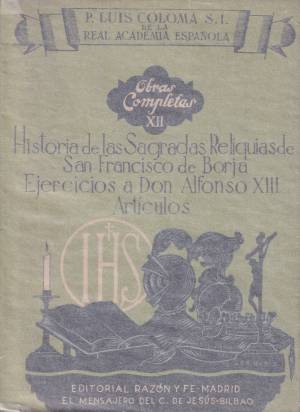 P. LUIS COLOMA S. I.
DE LA
REAL ACADEMIA ESPAÑOLA
Obras
Completas
XII
Historia de las Sagradas Reliquias de
San Francisco de Borja
Ejercicios a Don Alfonso XIII
Artículos
IHS
EDITORIAL RAZÓN Y FE-MADRID
EL MENSAJERO DEL C. DE JESÚS-BILBAO